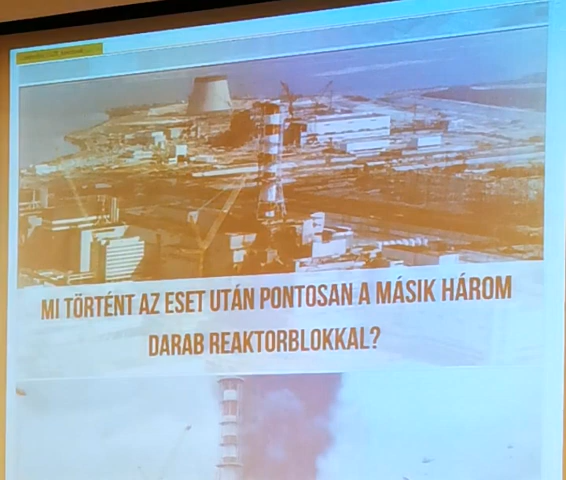 MI TÖRTÉNT AZ ESET UTÁN PONTOSAN A MÁSIK HÁROM
DARAB REAKTORBLOKKAL?